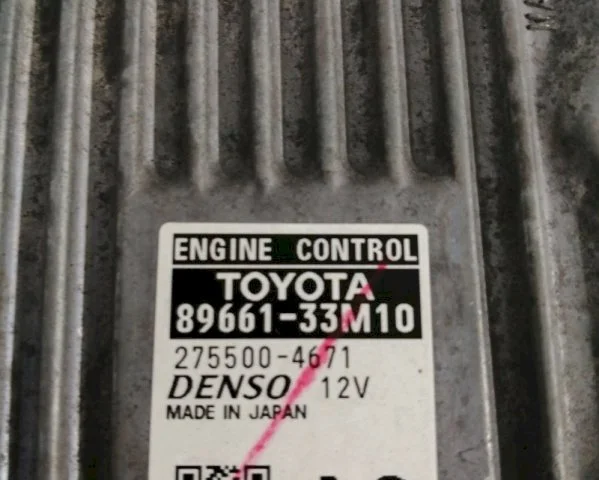 ENGINE CONTROL
TOYOTA
89661-33M10
275500-4671
DENSO 12V
MADE IN JAPAN